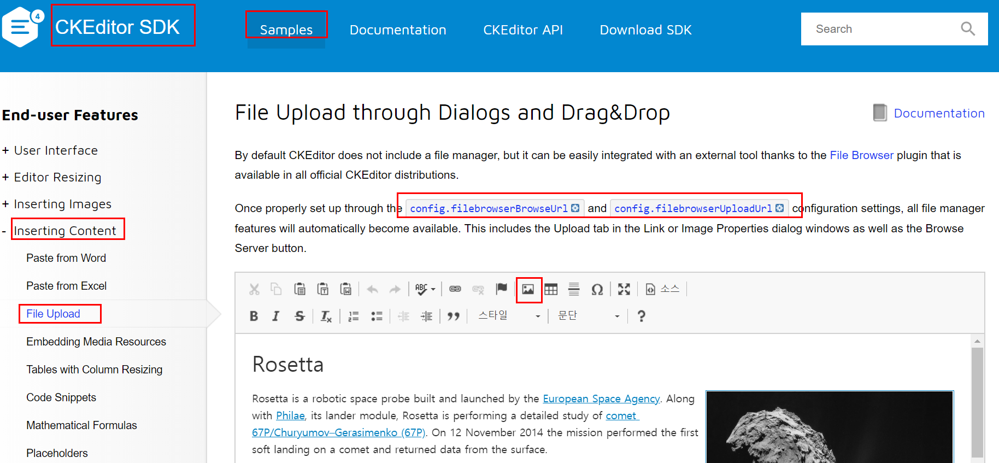 4
CKEditor SDK
Samples
Documentation
CKEditor API
Download SDK
Search
End-user Features
+ User Interface
+ Editor Resizing
+ Inserting Images
- Inserting Content
Paste from Word
Paste from Excel
File Upload
Embedding Media Resources
Tables with Column Resizing
Code Snippets
Mathematical Formulas
Placeholders
File Upload through Dialogs and Drag&Drop
Documentation
By default CKEditor does not include a file manager, but it can be easily integrated with an external tool thanks to the File Browser plugin that is
available in all official CKEditor distributions.
Once properly set up through the config.filebrowserBrowseUrl and config.filebrowserUploadUrl configuration settings, all file manager
features will automatically become available. This includes the Upload tab in the Link or Image Properties dialog windows as well as the Browse
Server button.
ABC
Ω
소스
B I S Tx
스타일
문단
?
Rosetta
Rosetta is a robotic space probe built and launched by the European Space Agency. Along
with Philae, its lander module, Rosetta is performing a detailed study of comet
67P/Churyumov–Gerasimenko (67P). On 12 November 2014 the mission performed the first
soft landing on a comet and returned data from the surface.